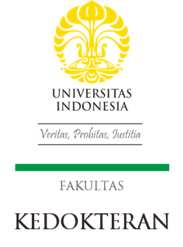 UNIVERSITAS
INDONESIA
Veritas, Probitas, Iustitia
FAKULTAS
KEDOKTERAN